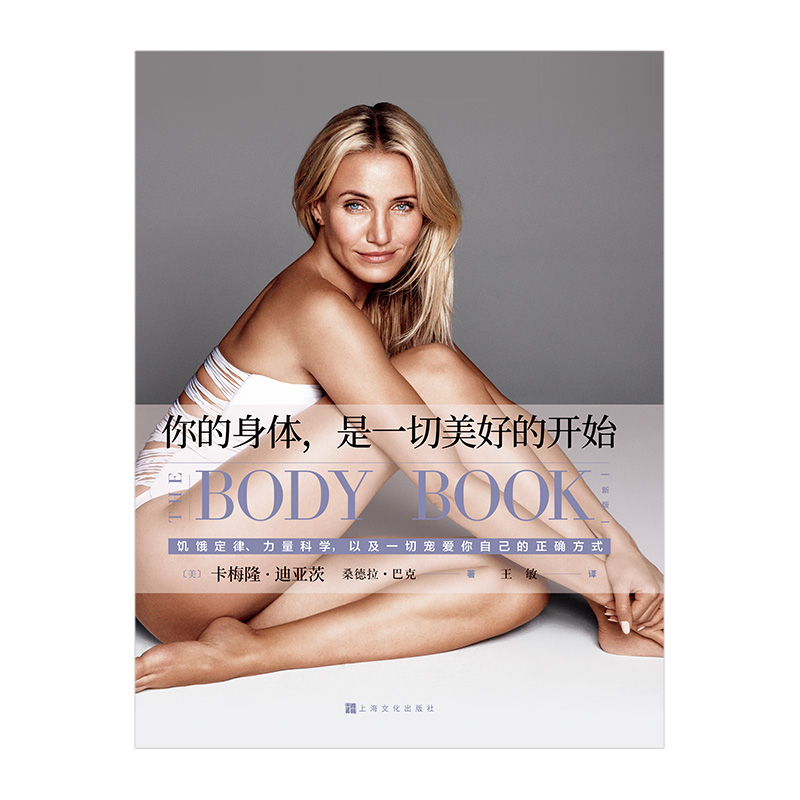 你的身体，是一切美好的开始
THE BODY BOOK
新版
饥饿定律、力量科学，以及一切宠爱你自己的正确方式
〔美〕卡梅隆·迪亚茨 桑德拉·巴克 著 王敏 译
上海文化出版社